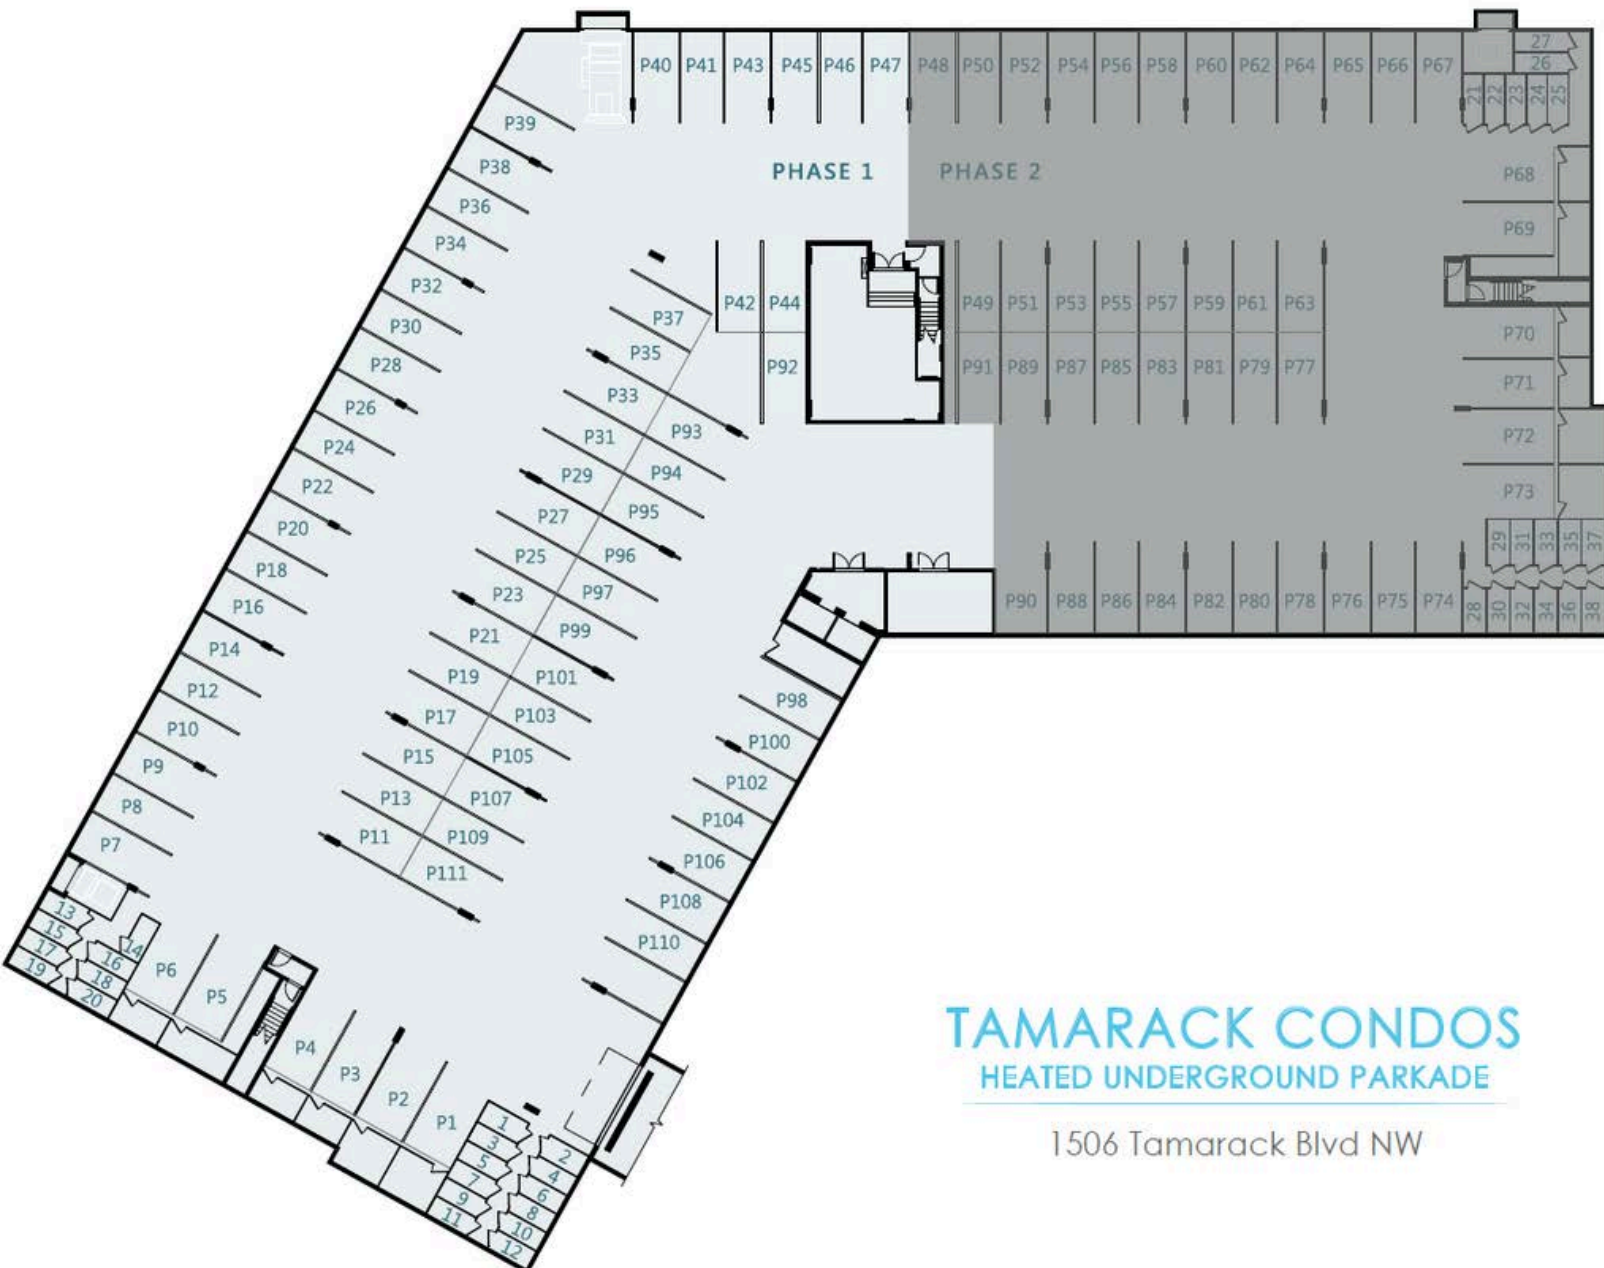 P40 P41 P43 P45 P46 P47 P48 P50 P52 P54 P56 P58 P60 P62 P64 P65 P66 P67
27
26
21 22 23 24 25
P39
P38
P36
P34
P32
P30
P28
P26
P24
P22
P20
P18
P16
P14
P12
P10
P9
P8
P7
PHASE 1 PHASE 2
P68
P69
P70
P71
P72
P73
P42 P44
P92
P49 P51 P53 P55 P57 P59 P61 P63
P91 P89 P87 P85 P83 P81 P79 P77
P37
P35
P33
P31
P29
P27
P25
P23
P21
P19
P17
P15
P13
P11
P93
P94
P95
P96
P97
P99
P101
P103
P105
P107
P109
P111
29 31 33 35 37
P90 P88 P86 P84 P82 P80 P78 P76 P75 P74
28 30 32 34 36 38
P98
P100
P102
P104
P106
P108
P110
13
15
17
19
14
16
18
20
P6
P5
P4
P3
P2
P1
1
3
5
7
9
11
2
4
6
8
10
12
TAMARACK CONDOS
HEATED UNDERGROUND PARKADE
1506 Tamarack Blvd NW